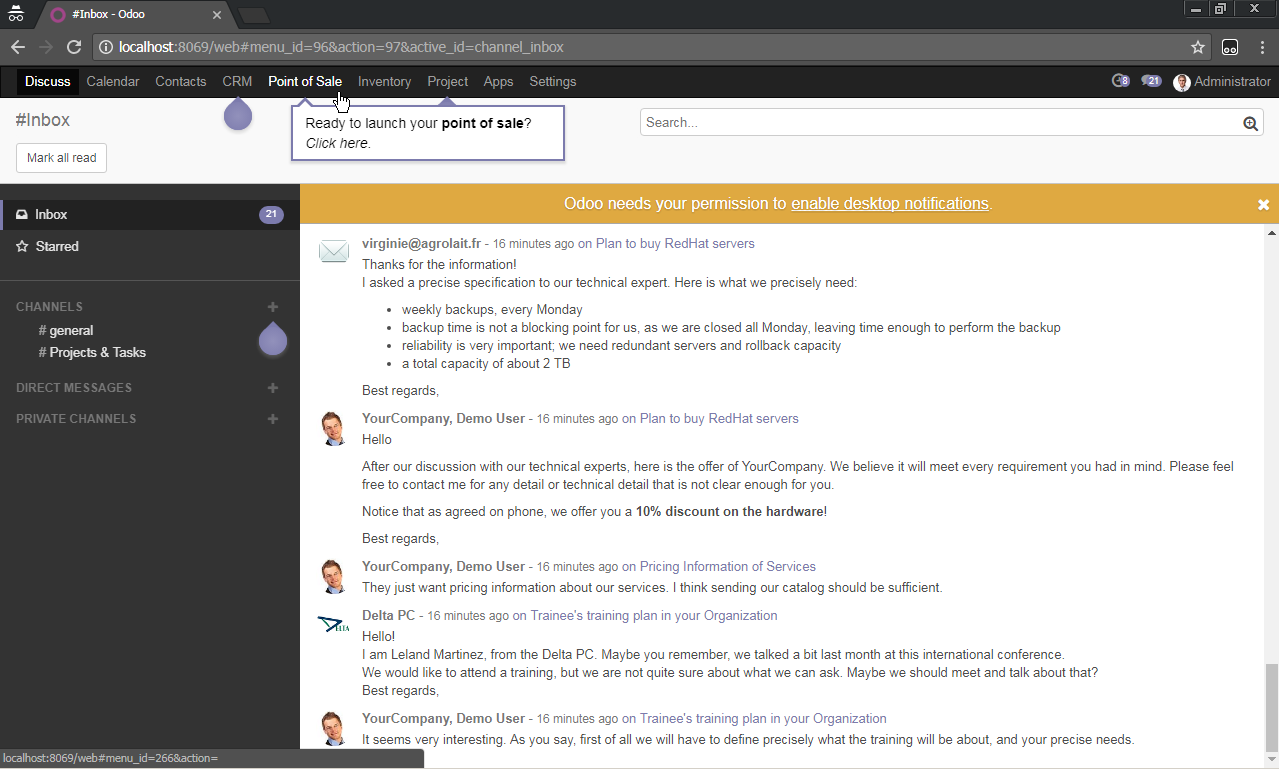 #Inbox - Odoo
localhost:8069/web#menu_id=96&action=97&active_id=channel_inbox
Discuss Calendar Contacts CRM Point of Sale Inventory Project Apps Settings 8 21 Administrator
#Inbox
Ready to launch your point of sale?
Click here.
Search...
Mark all read
Inbox 21
Starred
CHANNELS
# general
# Projects & Tasks
DIRECT MESSAGES
PRIVATE CHANNELS
Odoo needs your permission to enable desktop notifications.
virginie@agrolait.fr - 16 minutes ago on Plan to buy RedHat servers
Thanks for the information!
I asked a precise specification to our technical expert. Here is what we precisely need:
• weekly backups, every Monday
• backup time is not a blocking point for us, as we are closed all Monday, leaving time enough to perform the backup
• reliability is very important; we need redundant servers and rollback capacity
• a total capacity of about 2 TB
Best regards,
YourCompany, Demo User - 16 minutes ago on Plan to buy RedHat servers
Hello
After our discussion with our technical experts, here is the offer of YourCompany. We believe it will meet every requirement you had in mind. Please feel
free to contact me for any detail or technical detail that is not clear enough for you.
Notice that as agreed on phone, we offer you a 10% discount on the hardware!
Best regards,
YourCompany, Demo User - 16 minutes ago on Pricing Information of Services
They just want pricing information about our services. I think sending our catalog should be sufficient.
DELTA
Delta PC - 16 minutes ago on Trainee's training plan in your Organization
Hello!
I am Leland Martinez, from the Delta PC. Maybe you remember, we talked a bit last month at this international conference.
We would like to attend a training, but we are not quite sure about what we can ask. Maybe we should meet and talk about that?
Best regards,
YourCompany, Demo User - 16 minutes ago on Trainee's training plan in your Organization
It seems very interesting. As you say, first of all we will have to define precisely what the training will be about, and your precise needs.
localhost:8069/web#menu_id=266&action=